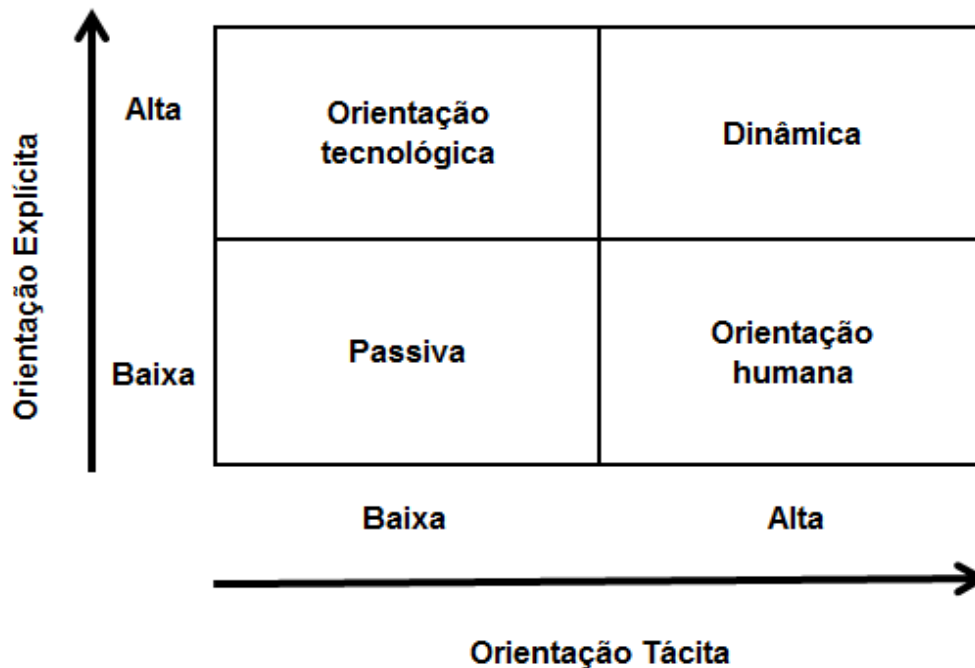 Orientação Explícita
Alta
Orientação
tecnológica
Dinâmica
Baixa
Passiva
Orientação
humana
Baixa
Alta
Orientação Tácita